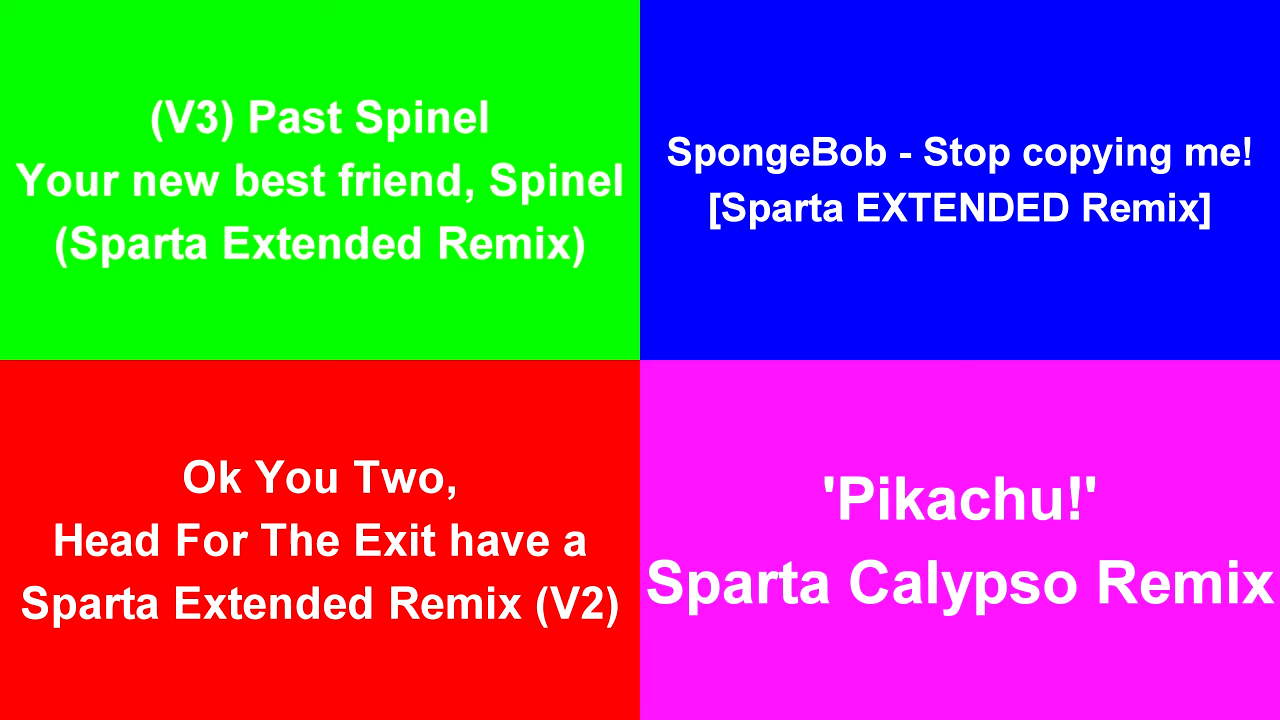 (V3) Past Spinel
Your new best friend, Spinel
(Sparta Extended Remix)
SpongeBob - Stop copying me!
[Sparta EXTENDED Remix]
Ok You Two,
Head For The Exit have a
Sparta Extended Remix (V2)
'Pikachu!'
Sparta Calypso Remix